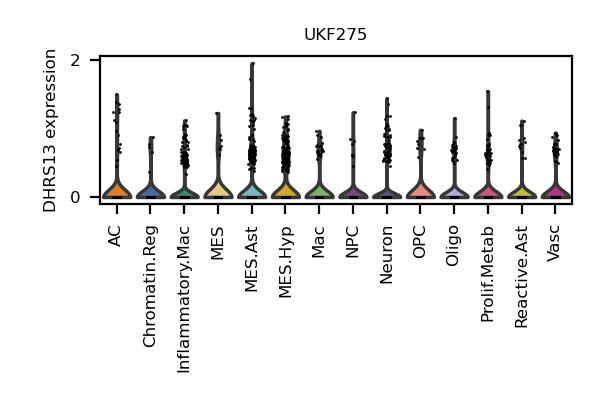 UKF275
DHRS13 expression
2
0
AC
Chromatin.Reg
Inflammatory.Mac
MES
MES.Ast
MES.Hyp
Mac
NPC
Neuron
OPC
Oligo
Prolif.Metab
Reactive.Ast
Vasc